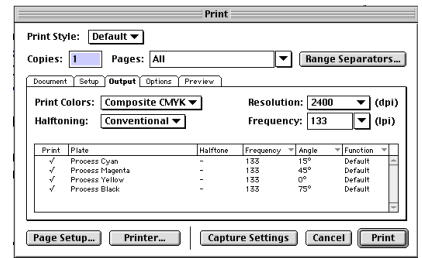 Print
Print Style: Default
Copies: 1 Pages: All Range Separators...
Document Setup Output Options Preview
Print Colors: Composite CMYK Resolution: 2400 (dpi)
Halftoning: Conventional Frequency: 133 (lpi)
Print Plate Halftone Frequency Angle Function
√ Process Cyan - 133 15° Default
√ Process Magenta - 133 45° Default
√ Process Yellow - 133 0° Default
√ Process Black - 133 75° Default
Page Setup... Printer... Capture Settings Cancel Print